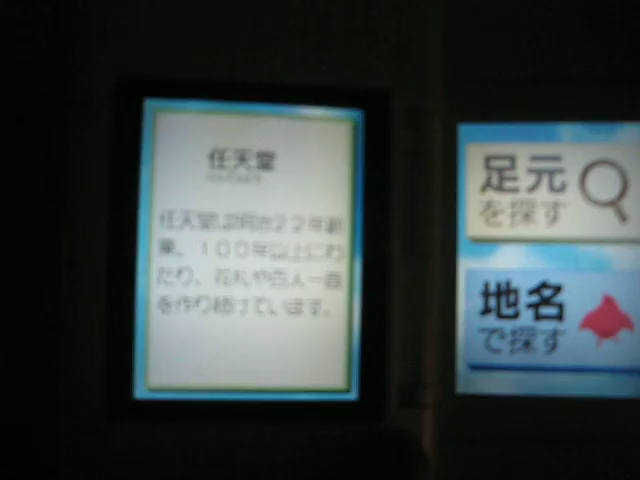 任天堂
任天堂は明治22年創
業、100年以上にわ
たり、花札や百人一首
を作り続けています。
足元
を探す
地名
で探す